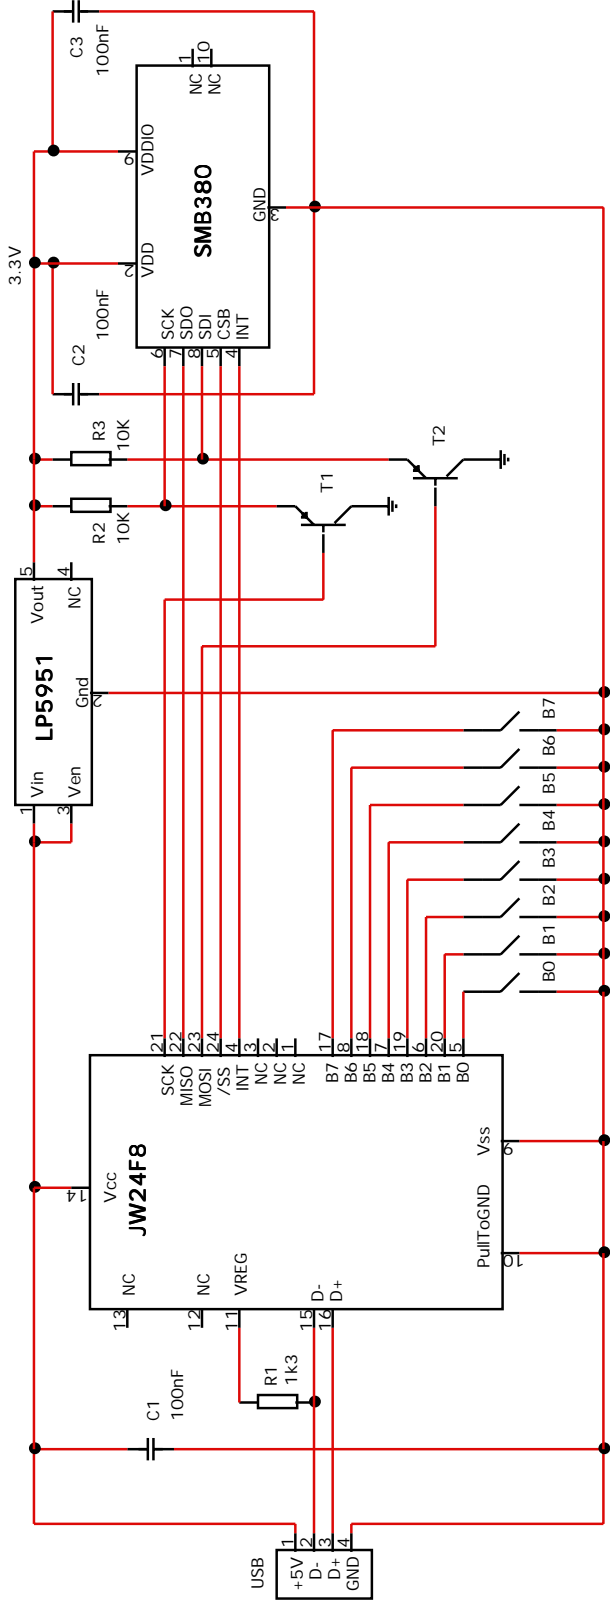 C3
100nF
1
10
NC
NC
9
VDDIO
SMB380
GND
3
3.3V
2
VDD
100nF
C2
6
SCK
7
SDO
8
SDI
5
CSB
4
INT
R3
10K
R2
10K
T2
T1
5
Vout
4
NC
LP5951
Gnd
2
1
Vin
3
Ven
B7
B6
B5
B4
B3
B2
B1
B0
21
SCK
22
MISO
23
MOSI
24
/SS
4
INT
3
NC
2
NC
1
NC
17
B7
8
B6
18
B5
7
B4
19
B3
6
B2
20
B1
5
B0
14
Vcc
JW24F8
Vss
9
PullToGND
10
13
NC
12
NC
11
VREG
15
D-
16
D+
R1
1k3
C1
100nF
USB
1
+5V
2
D-
3
D+
4
GND